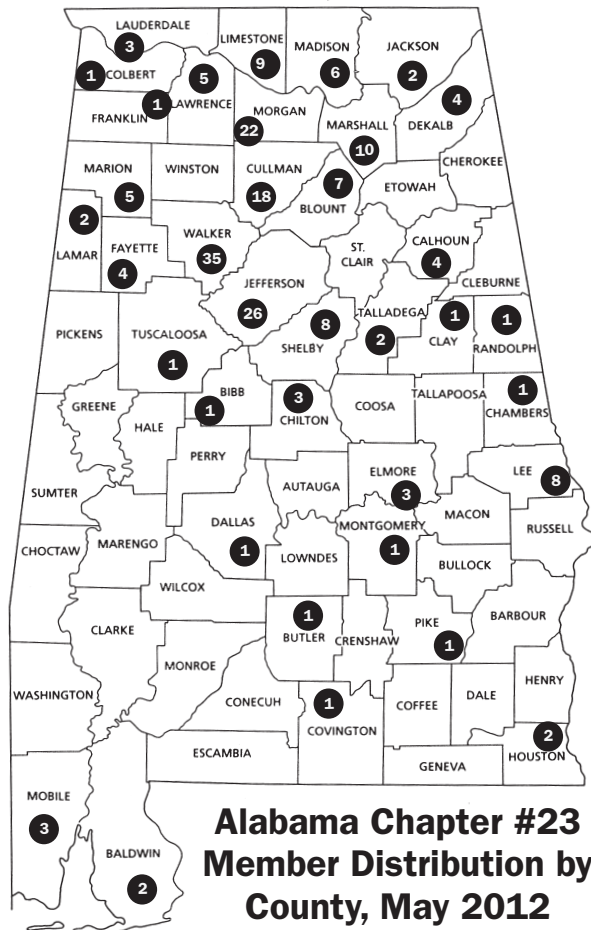 LAUDERDALE
3
LIMESTONE
9
MADISON
6
JACKSON
2
1
COLBERT
5
LAWRENCE
1
FRANKLIN
MORGAN
22
MARSHALL
10
4
DEKALB
CHEROKEE
MARION
5
WINSTON
CULLMAN
18
7
BLOUNT
ETOWAH
2
LAMAR
FAYETTE
4
WALKER
35
JEFFERSON
26
ST.
CLAIR
CALHOUN
4
CLEBURNE
PICKENS
TUSCALOOSA
1
8
SHELBY
TALLADEGA
2
1
CLAY
1
RANDOLPH
GREENE
HALE
BIBB
1
3
CHILTON
COOSA
TALLAPOOSA
1
CHAMBERS
PERRY
SUMTER
AUTAUGA
ELMORE
3
LEE
8
DALLAS
1
MONTGOMERY
1
MACON
RUSSELL
CHOCTAW
MARENGO
LOWNDES
BULLOCK
WILCOX
CLARKE
1
BUTLER
CRENSHAW
PIKE
1
BARBOUR
MONROE
WASHINGTON
CONECUH
1
COVINGTON
COFFEE
DALE
HENRY
ESCAMBIA
GENEVA
2
HOUSTON
MOBILE
3
BALDWIN
2
Alabama Chapter #23
Member Distribution by
County, May 2012